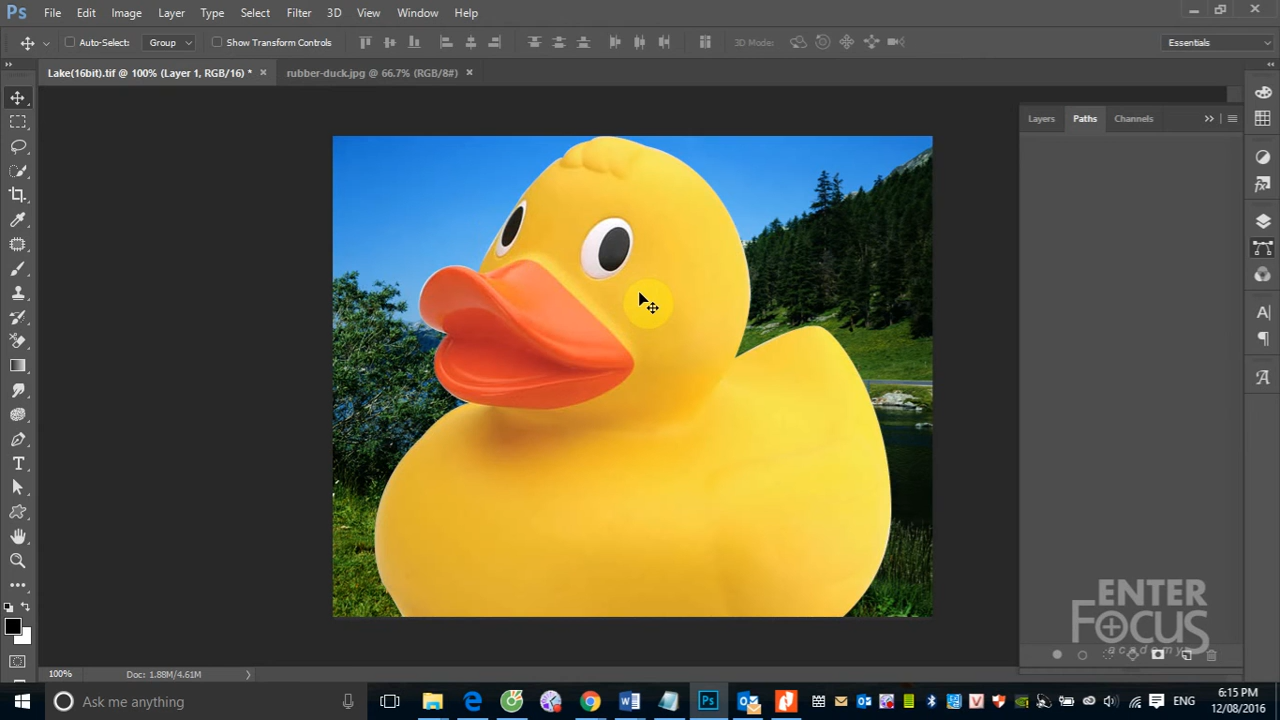 Ps File Edit Image Layer Type Select Filter 3D View Window Help
Auto-Select: Group Show Transform Controls 3D Mode: Essentials
Lake(16bit).tif @ 100% (Layer 1, RGB/16) * × rubber-duck.jpg @ 66.7% (RGB/8#) ×
Layers Paths Channels
ENTER
FOCUS
academy
100% Doc: 1.88M/4.61M
Ask me anything
ENG
6:15 PM
12/08/2016